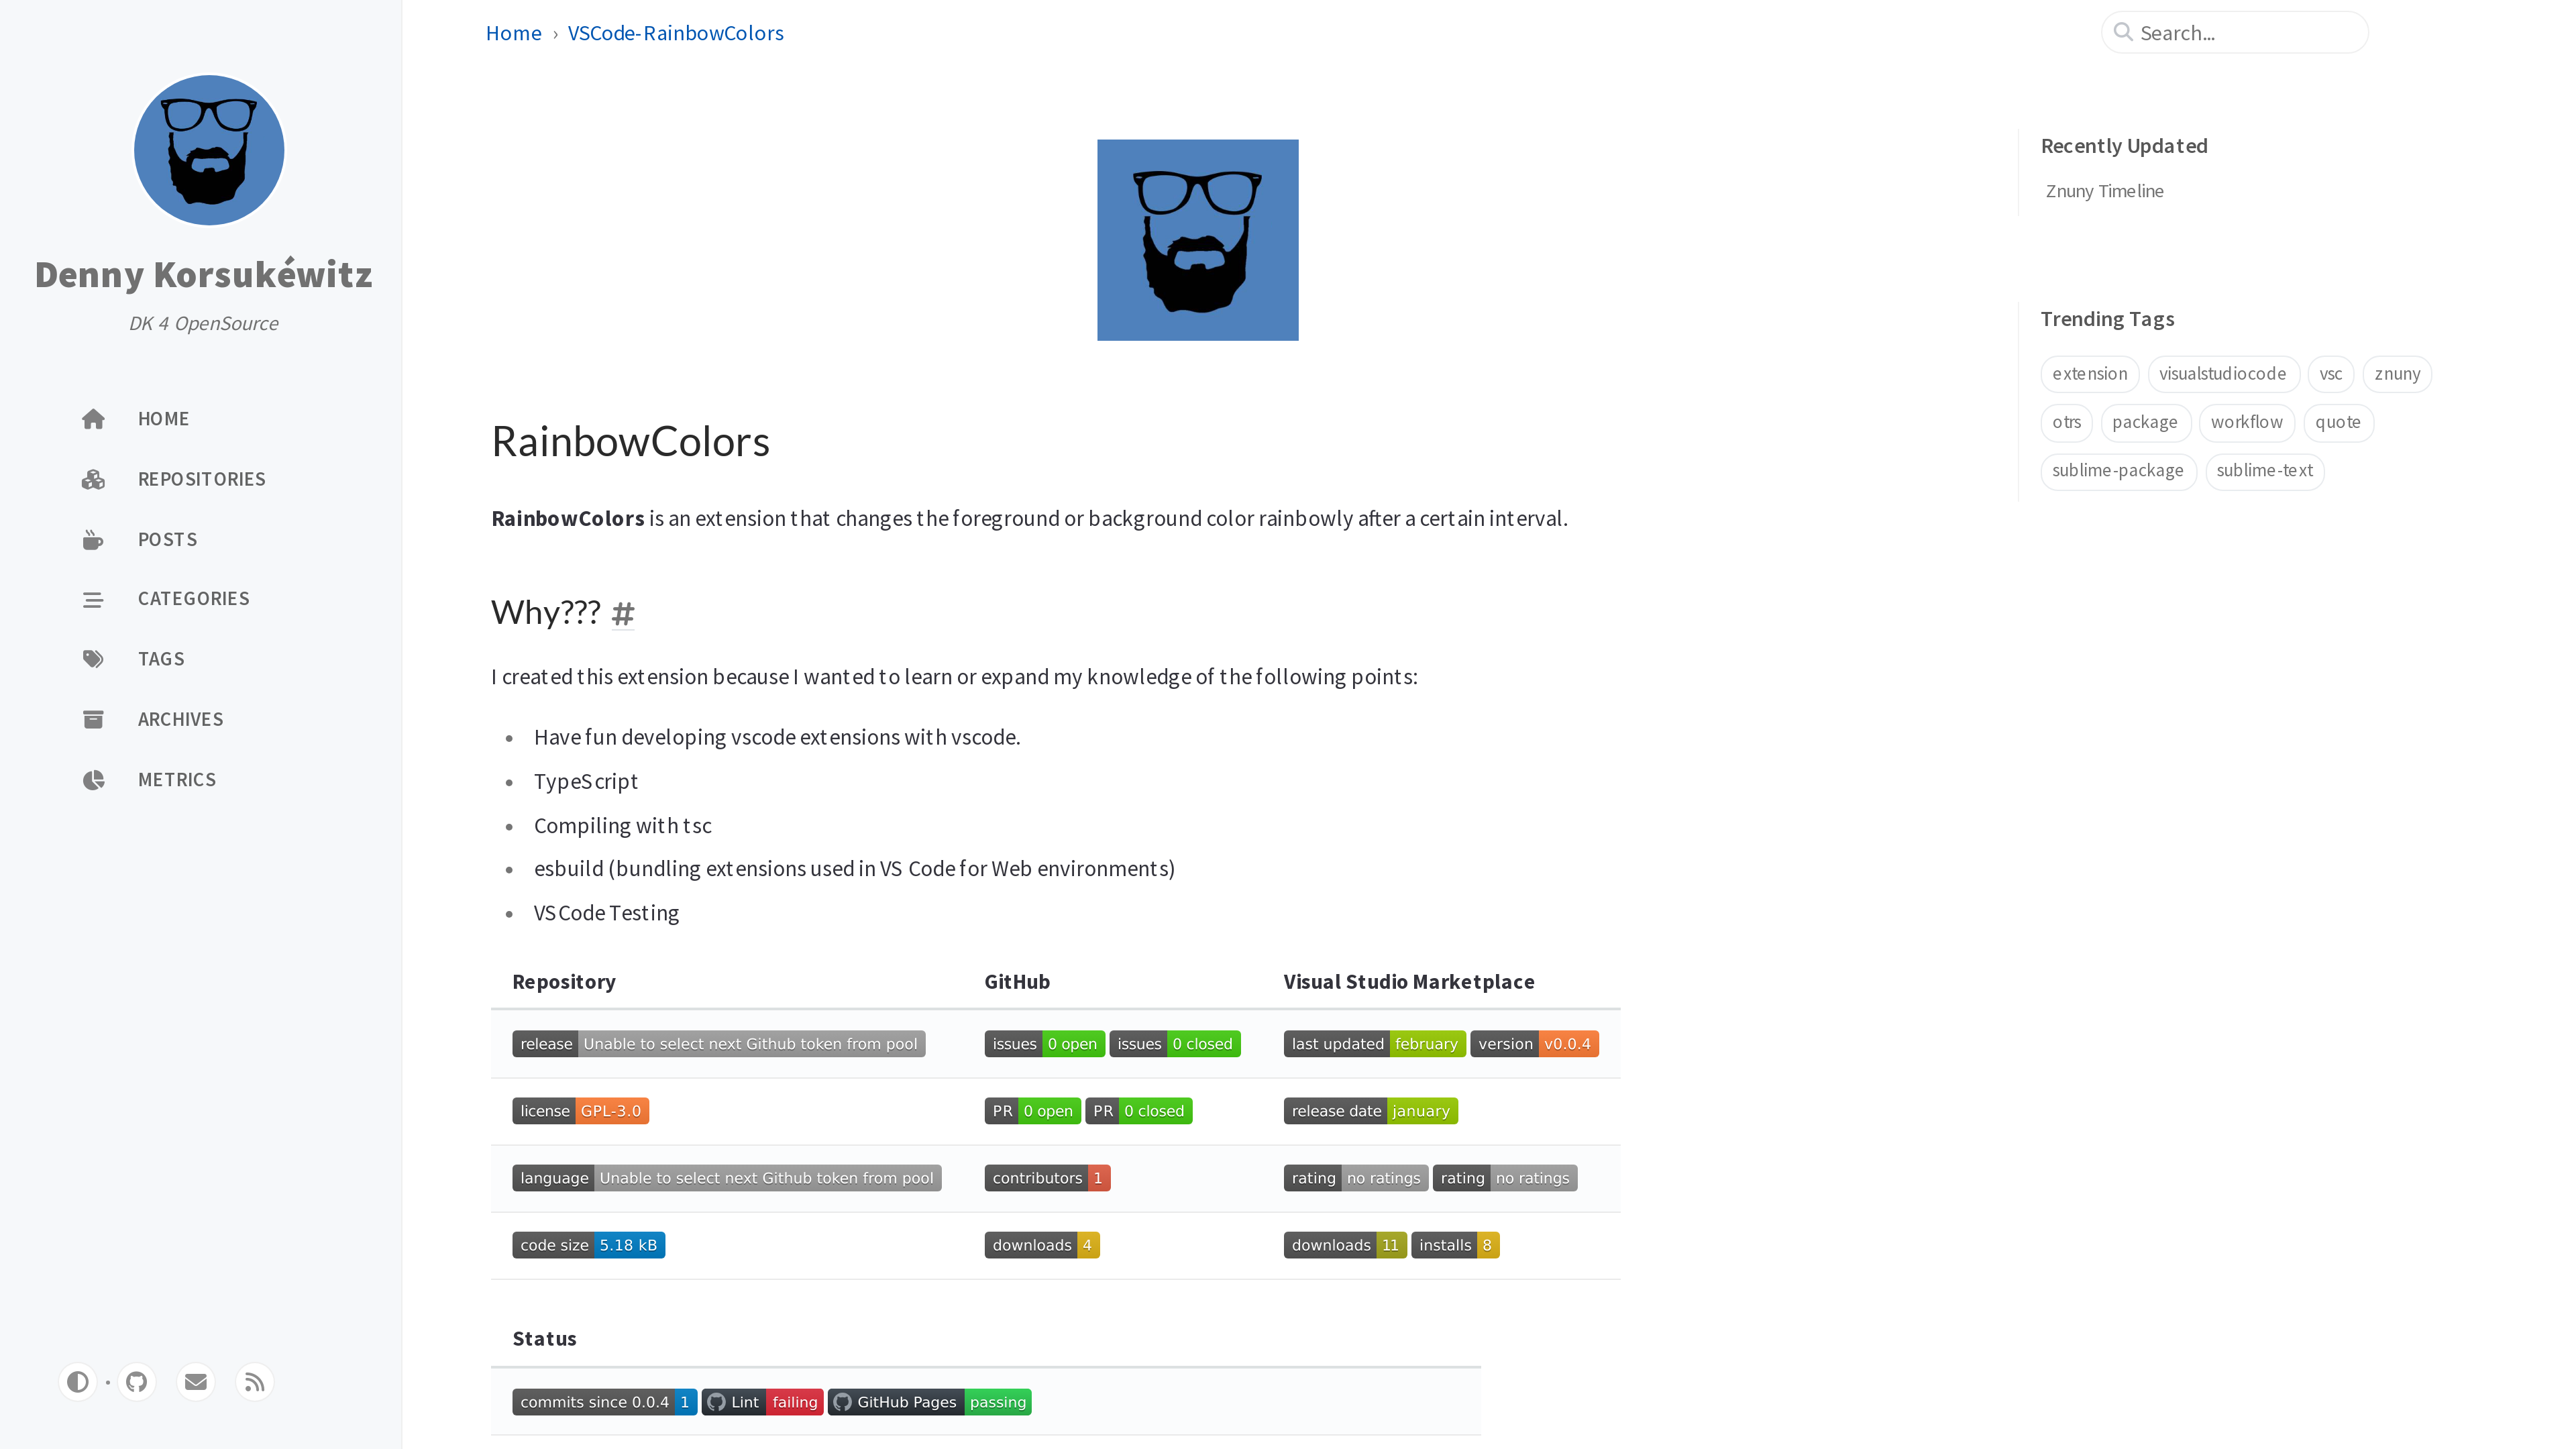 Denny Korsukéwitz
DK 4 OpenSource
HOME
REPOSITORIES
POSTS
CATEGORIES
TAGS
ARCHIVES
METRICS
Home › VSCode-RainbowColors
Search...
RainbowColors
RainbowColors is an extension that changes the foreground or background color rainbowly after a certain interval.
Why??? #
I created this extension because I wanted to learn or expand my knowledge of the following points:
• Have fun developing vscode extensions with vscode.
• TypeScript
• Compiling with tsc
• esbuild (bundling extensions used in VS Code for Web environments)
• VSCode Testing
Repository GitHub Visual Studio Marketplace
release Unable to select next Github token from pool issues 0 open issues 0 closed last updated february version v0.0.4
license GPL-3.0 PR 0 open PR 0 closed release date january
language Unable to select next Github token from pool contributors 1 rating no ratings rating no ratings
code size 5.18 kB downloads 4 downloads 11 installs 8
Status
commits since 0.0.4 1 Lint failing GitHub Pages passing
Recently Updated
Znuny Timeline
Trending Tags
extension visualstudiocode vsc znuny
otrs package workflow quote
sublime-package sublime-text